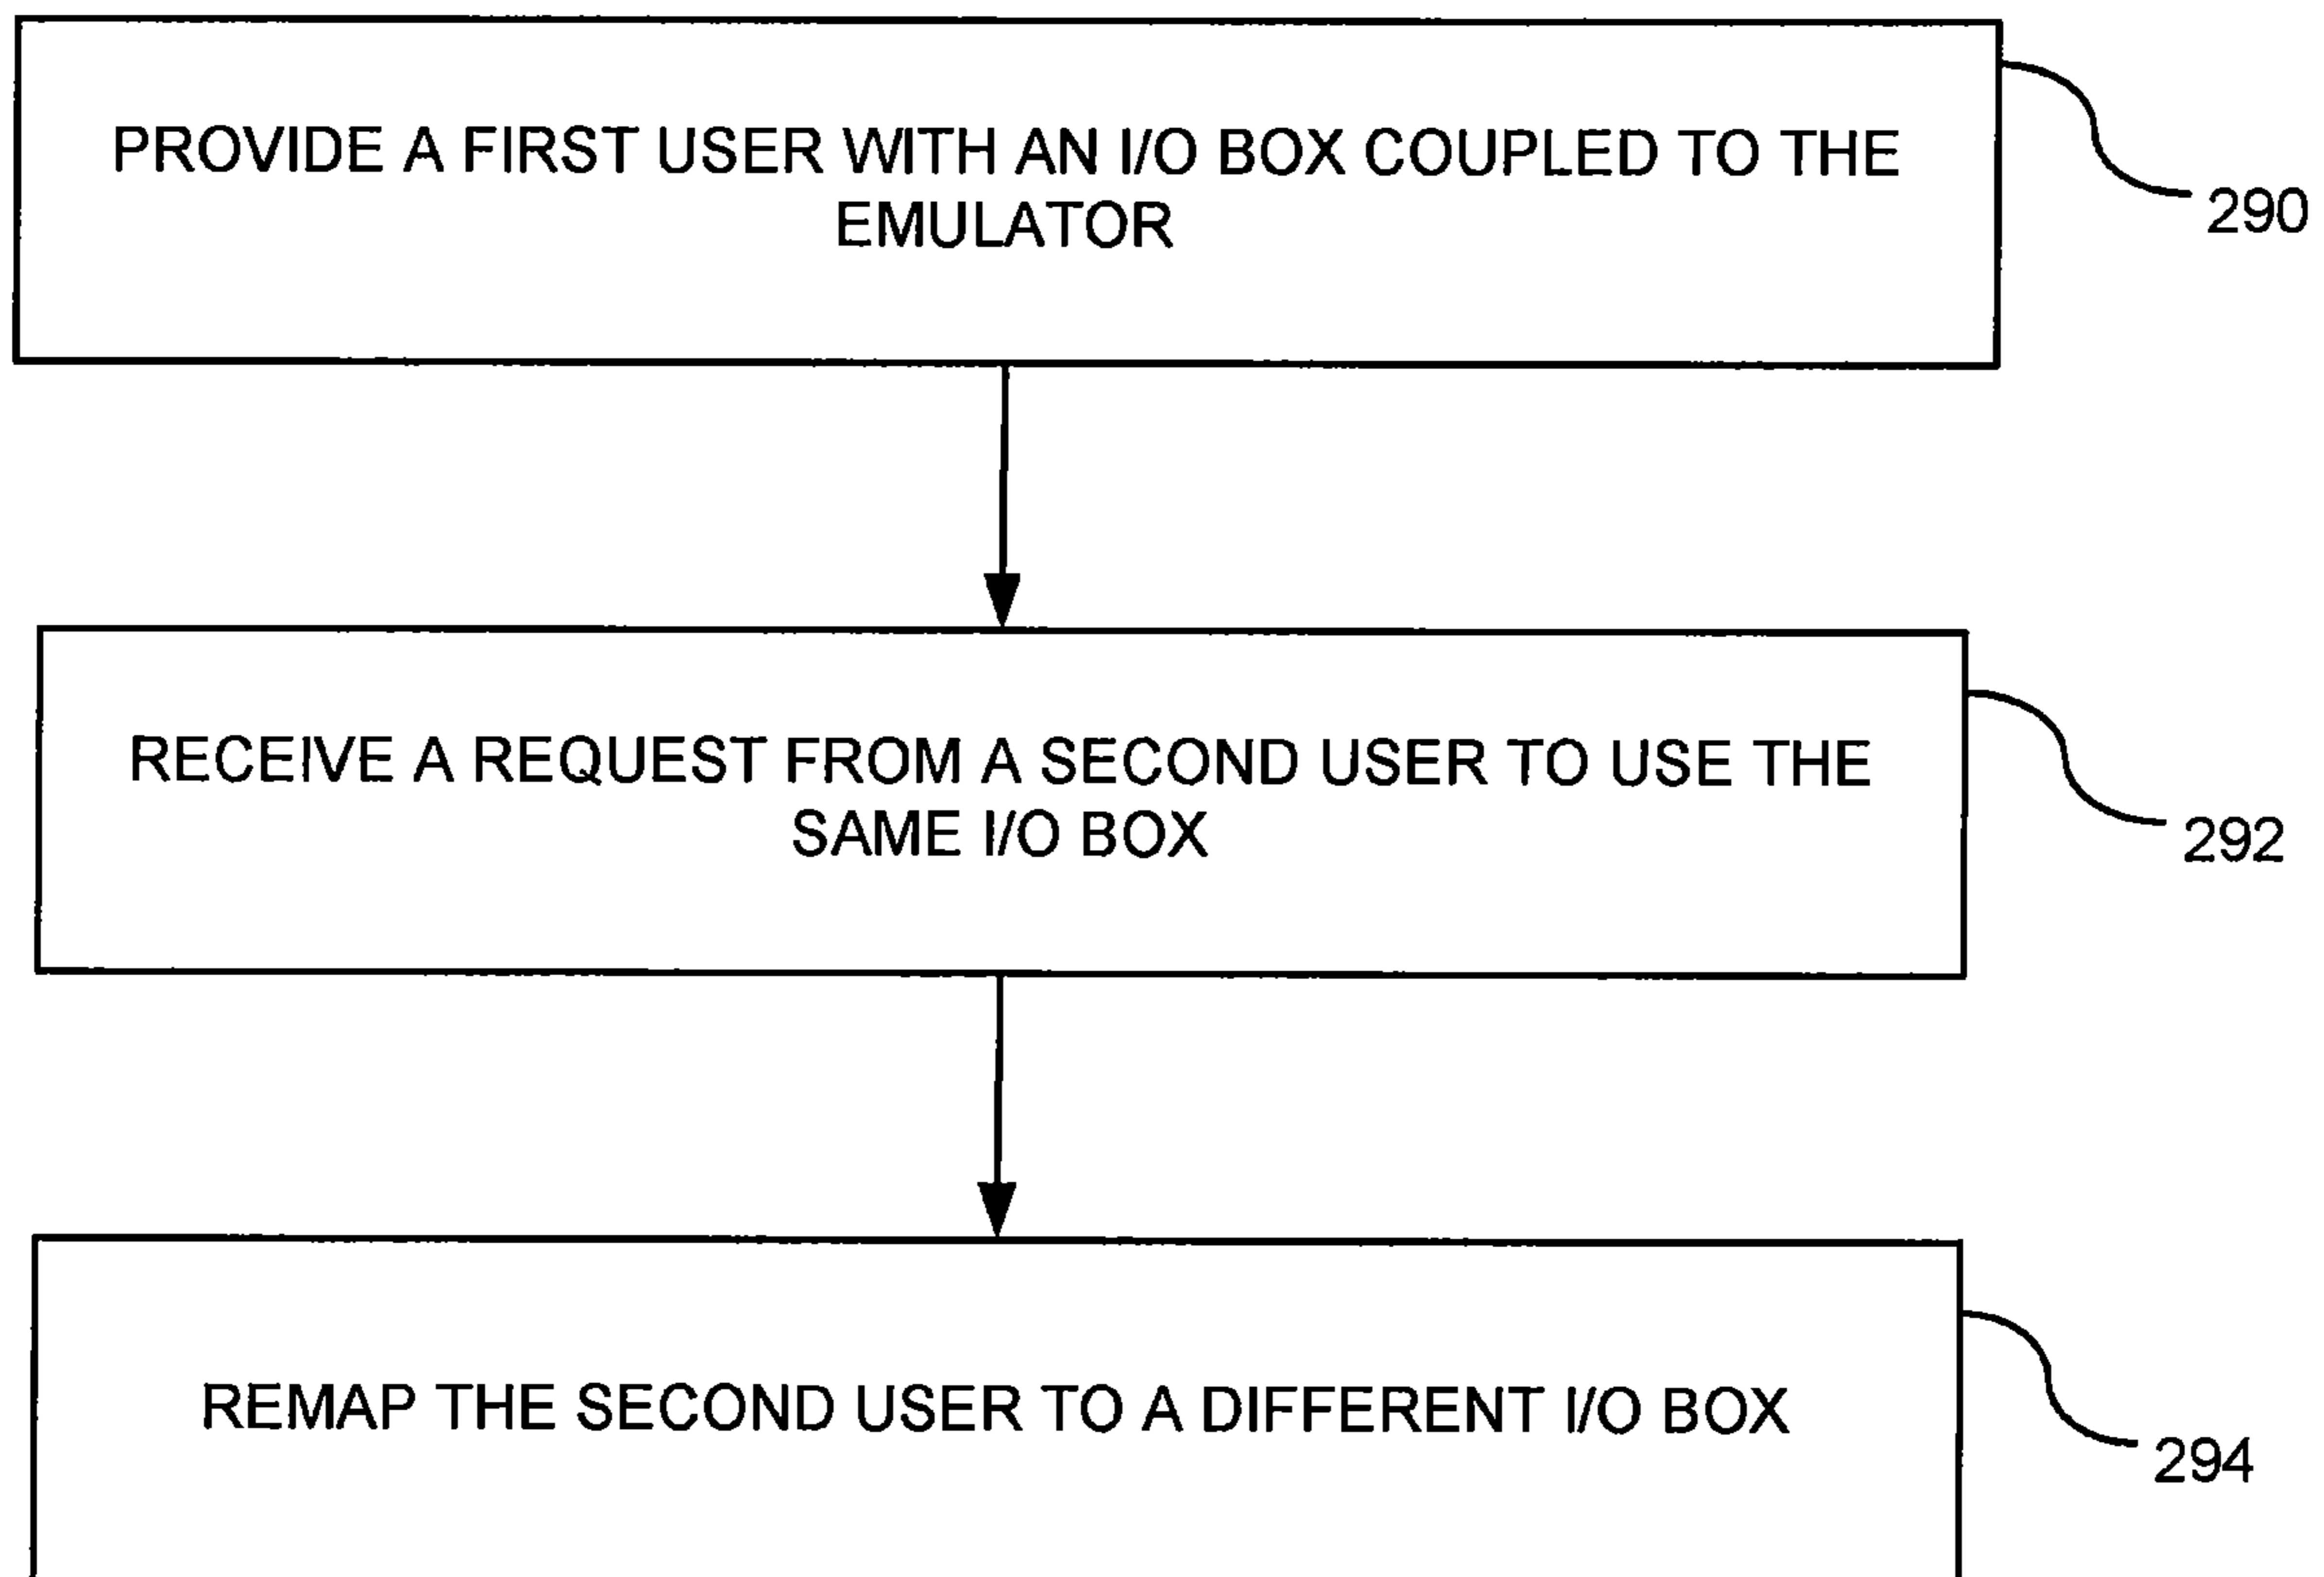 PROVIDE A FIRST USER WITH AN I/O BOX COUPLED TO THE
EMULATOR
290
RECEIVE A REQUEST FROM A SECOND USER TO USE THE
SAME I/O BOX
292
REMAP THE SECOND USER TO A DIFFERENT I/O BOX
294